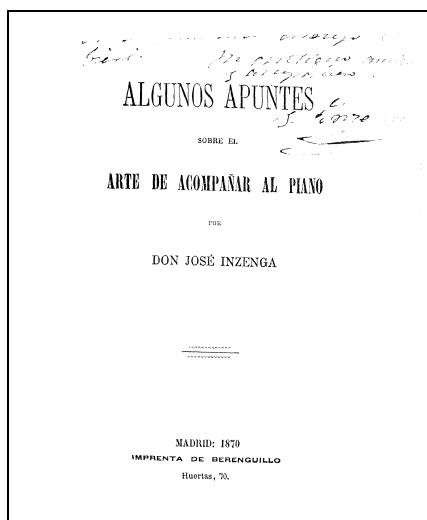 ALGUNOS APUNTES
SOBRE EL
ARTE DE ACOMPAÑAR AL PIANO
POR
DON JOSÉ INZENGA
MADRID: 1870
IMPRENTA DE BERENGUILLO
Huertas, 70.